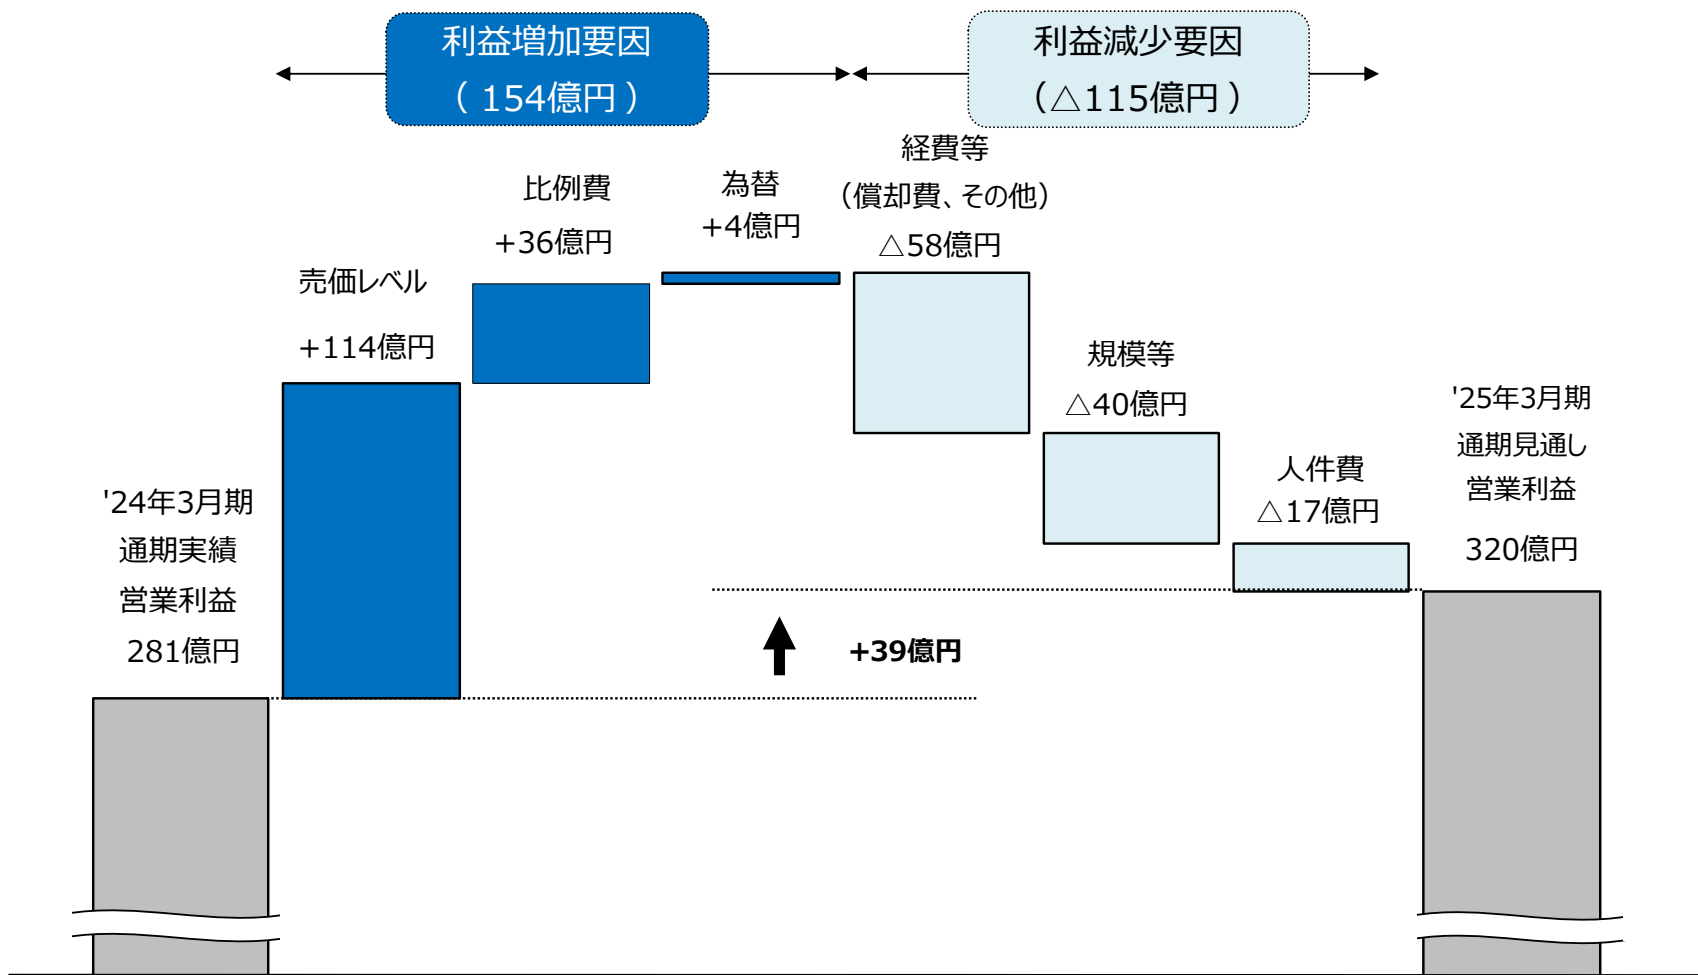 利益増加要因
（ 154億円 ）
利益減少要因
（△115億円 ）
経費等
（償却費、その他）
△58億円
比例費
+36億円
為替
+4億円
売価レベル
+114億円
規模等
△40億円
人件費
△17億円
'24年3月期
通期実績
営業利益
281億円
'25年3月期
通期見通し
営業利益
320億円
+39億円